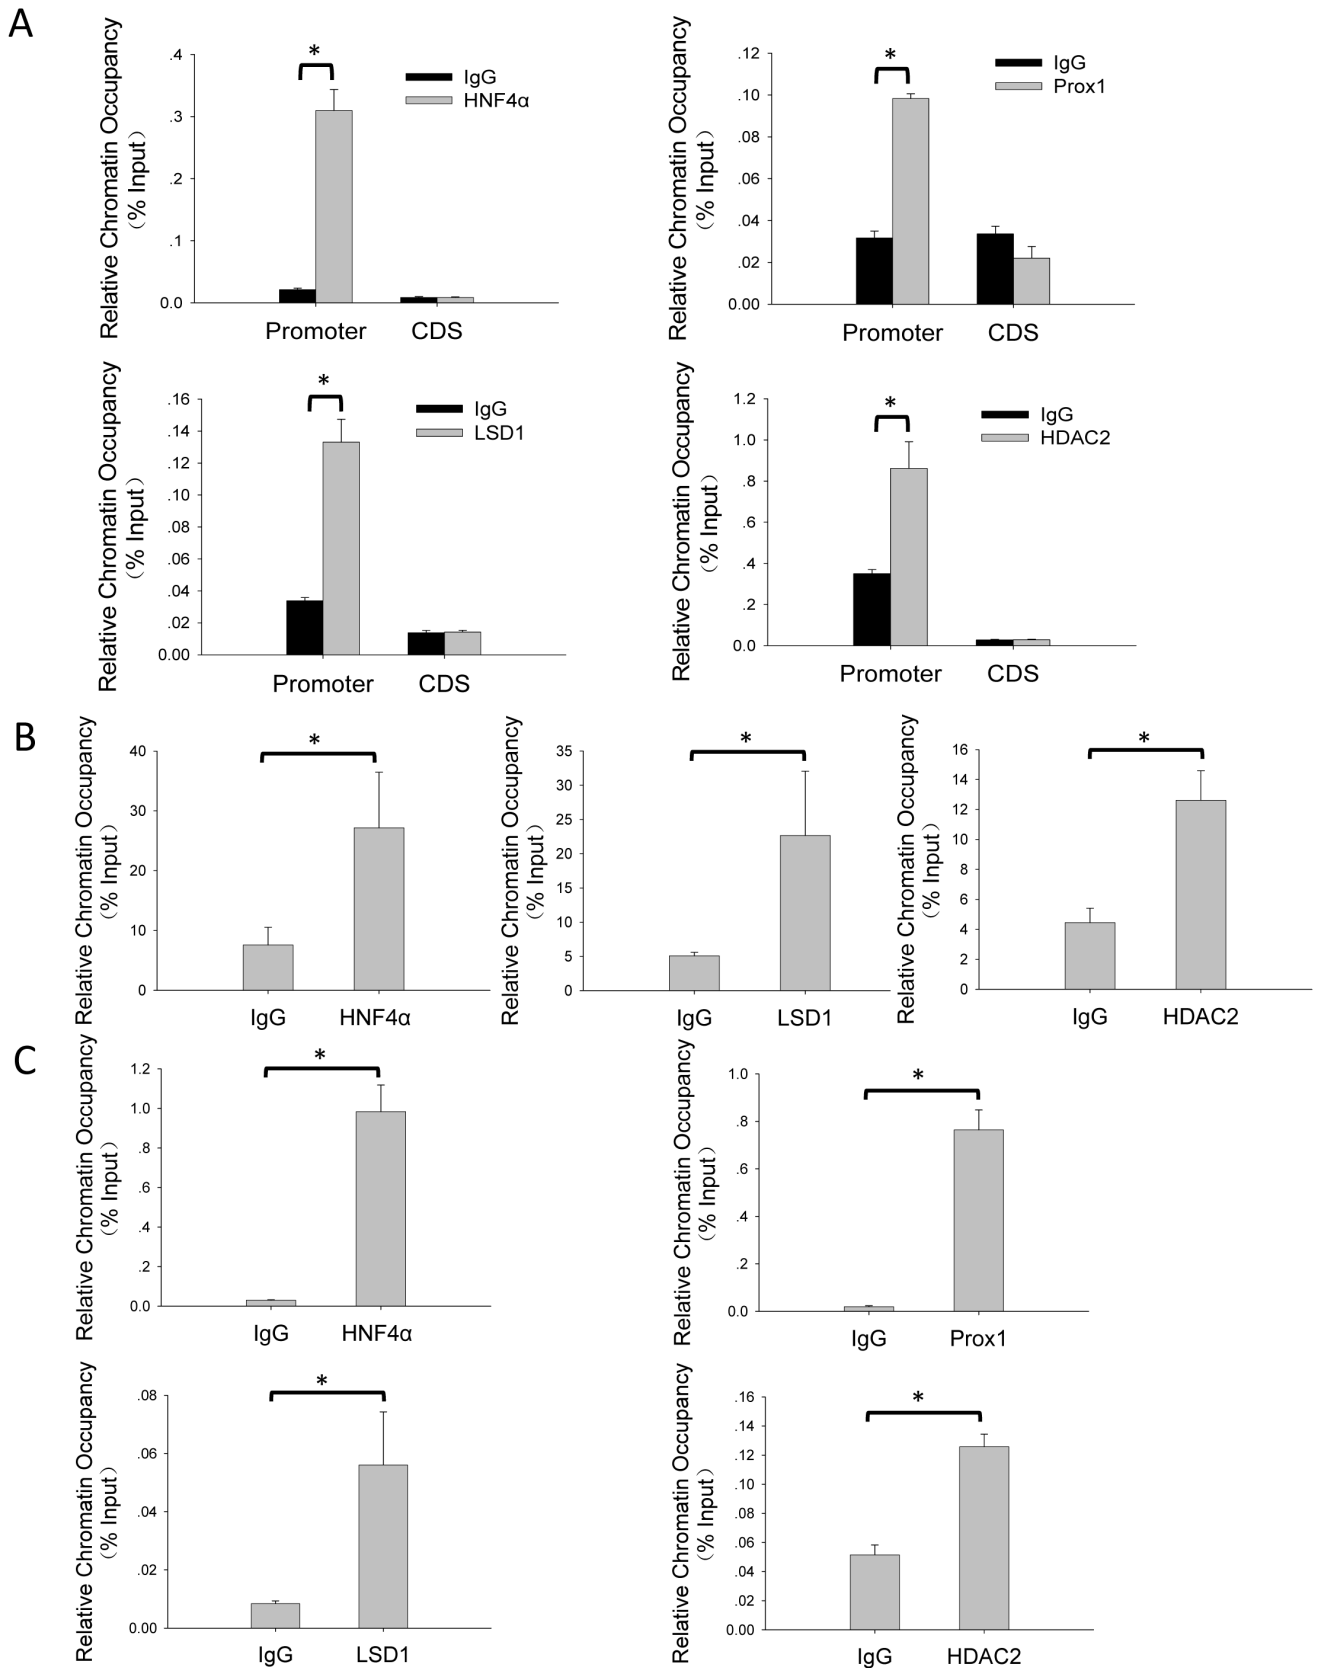 A
Relative Chromatin Occupancy
(% Input)
.4
.3
.2
.1
0.0
*
IgG
HNF4α
Promoter
CDS
Relative Chromatin Occupancy
(% Input)
.12
.10
.08
.06
.04
.02
0.00
*
IgG
Prox1
Promoter
CDS
Relative Chromatin Occupancy
(% Input)
.16
.14
.12
.10
.08
.06
.04
.02
0.00
*
IgG
LSD1
Promoter
CDS
Relative Chromatin Occupancy
(% Input)
1.2
1.0
.8
.6
.4
.2
0.0
*
IgG
HDAC2
Promoter
CDS
B
Relative Chromatin Occupancy
(% Input)
40
30
20
10
0
*
IgG
HNF4α
Relative Chromatin Occupancy
(% Input)
35
30
25
20
15
10
5
0
*
IgG
LSD1
Relative Chromatin Occupancy
(% Input)
16
14
12
10
8
6
4
2
0
*
IgG
HDAC2
C
Relative Chromatin Occupancy
(% Input)
1.2
1.0
.8
.6
.4
.2
0.0
*
IgG
HNF4α
Relative Chromatin Occupancy
(% Input)
1.0
.8
.6
.4
.2
0.0
*
IgG
Prox1
Relative Chromatin Occupancy
(% Input)
.08
.06
.04
.02
0.00
*
IgG
LSD1
Relative Chromatin Occupancy
(% Input)
.16
.14
.12
.10
.08
.06
.04
.02
0.00
*
IgG
HDAC2